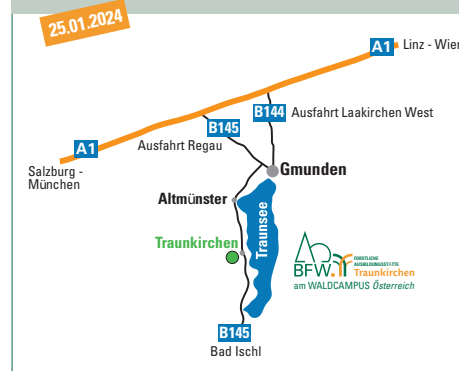 25.01.2024
A1
Linz - Wien
B144
Ausfahrt Laakirchen West
B145
Ausfahrt Regau
A1
Salzburg -
München
Gmunden
Altmünster
Traunsee
Traunkirchen
FORSTLICHE
AUSBILDUNGSSTÄTTE
Traunkirchen
BFW.
am WALDCAMPUS Österreich
B145
Bad Ischl